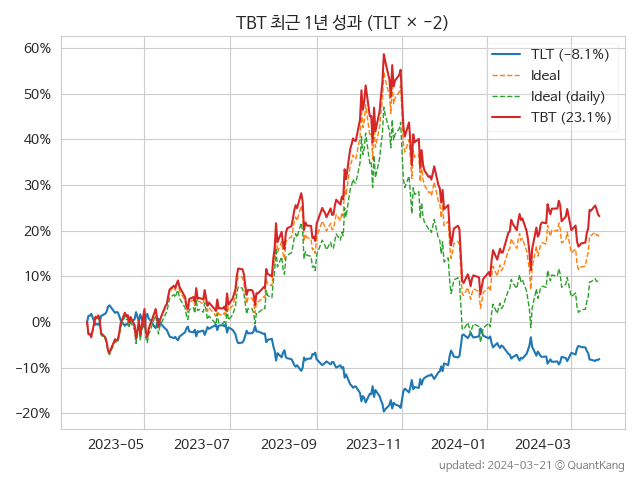 TBT 최근 1년 성과 (TLT × −2)
60%
50%
40%
30%
20%
10%
0%
−10%
−20%
TLT (−8.1%)
Ideal
Ideal (daily)
TBT (23.1%)
2023-05
2023-07
2023-09
2023-11
2024-01
2024-03
updated: 2024-03-21 © QuantKang